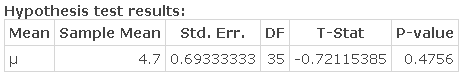 Hypothesis test results:
Mean Sample Mean Std. Err. DF T-Stat P-value
μ 4.7 0.69333333 35 -0.72115385 0.4756